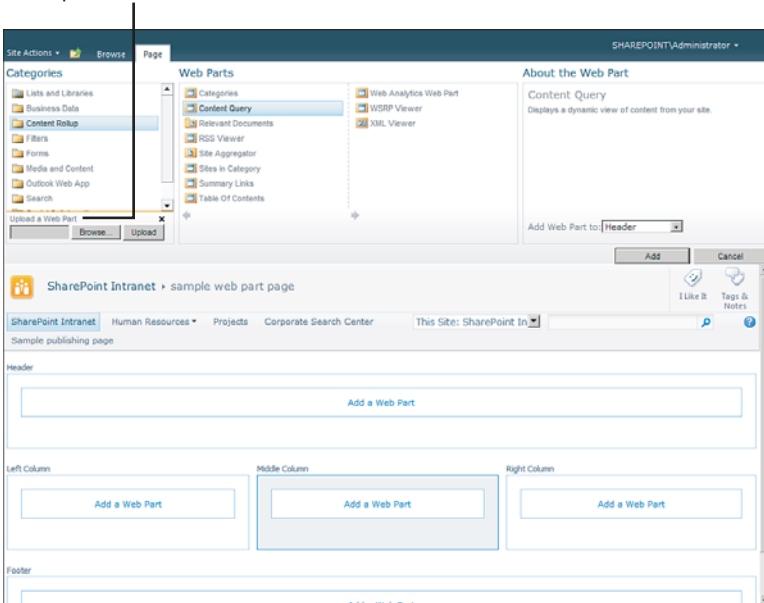 SHAREPOINT\Administrator
Site Actions
Browse
Page
Categories
Web Parts
About the Web Part
Lists and Libraries
Business Data
Content Rollup
Filters
Forms
Media and Content
Outlook Web App
Search
Categories
Content Query
Relevant Documents
RSS Viewer
Site Aggregator
Sites in Category
Summary Links
Table Of Contents
Web Analytics Web Part
WSRP Viewer
XML Viewer
Content Query
Displays a dynamic view of content from your site.
Upload a Web Part
Browse...
Upload
Add Web Part to: Header
Add
Cancel
SharePoint Intranet sample web part page
I Like It
Tags &
Notes
SharePoint Intranet
Human Resources
Projects
Corporate Search Center
This Site: SharePoint In
Sample publishing page
Header
Add a Web Part
Left Column
Middle Column
Right Column
Add a Web Part
Add a Web Part
Add a Web Part
Footer